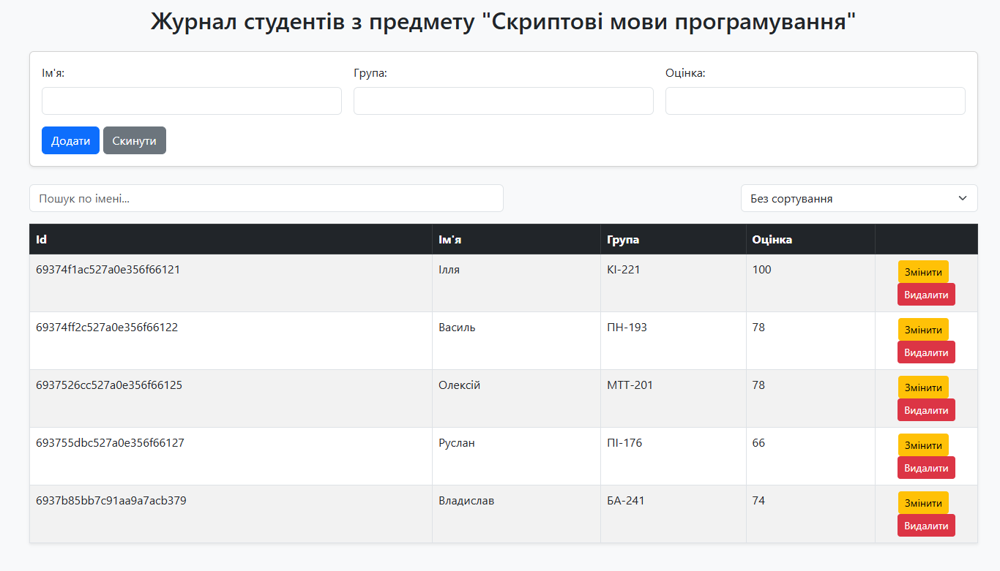 Журнал студентів з предмету "Скриптові мови програмування"
Ім'я: Група: Оцінка:
Додати Скинути
Пошук по імені... Без сортування
Id Ім'я Група Оцінка
69374f1ac527a0e356f66121 Ілля КІ-221 100 Змінити
Видалити
69374ff2c527a0e356f66122 Василь ПН-193 78 Змінити
Видалити
6937526cc527a0e356f66125 Олексій МТТ-201 78 Змінити
Видалити
693755dbc527a0e356f66127 Руслан ПІ-176 66 Змінити
Видалити
6937b85bb7c91aa9a7acb379 Владислав БА-241 74 Змінити
Видалити